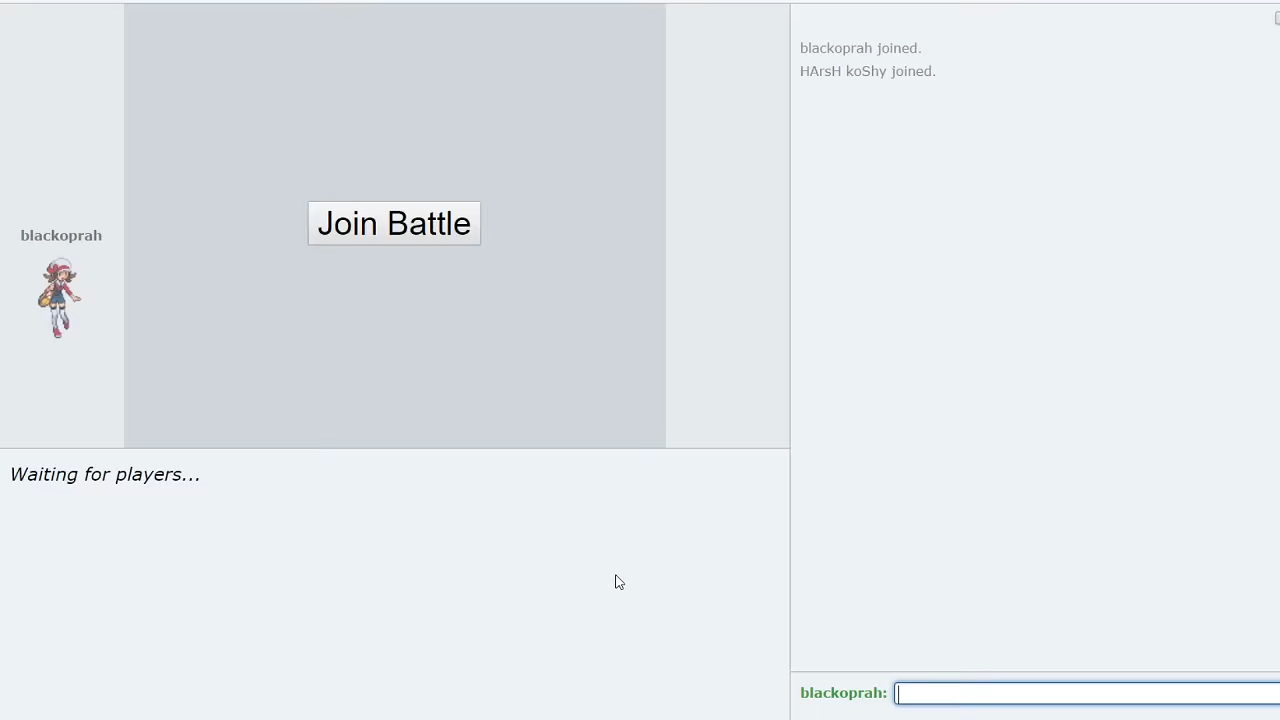 blackoprah joined.
HArsH koShy joined.
Join Battle
blackoprah
Waiting for players...
blackoprah: